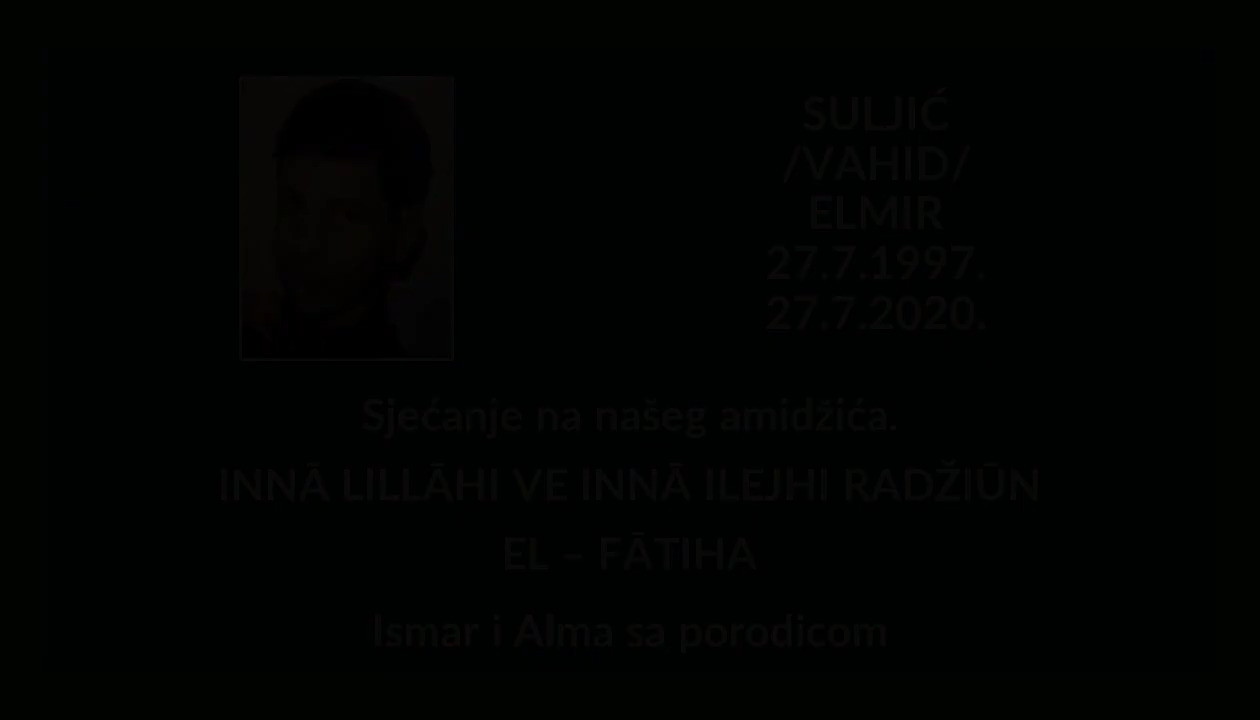 SULJIĆ
/VAHID/
ELMIR
27.7.1997.
27.7.2020.
Sjećanje na našeg amidžića.
INNĀ LILLĀHI VE INNĀ ILEJHI RADŽIŪN
EL – FĀTIHA
Ismar i Alma sa porodicom